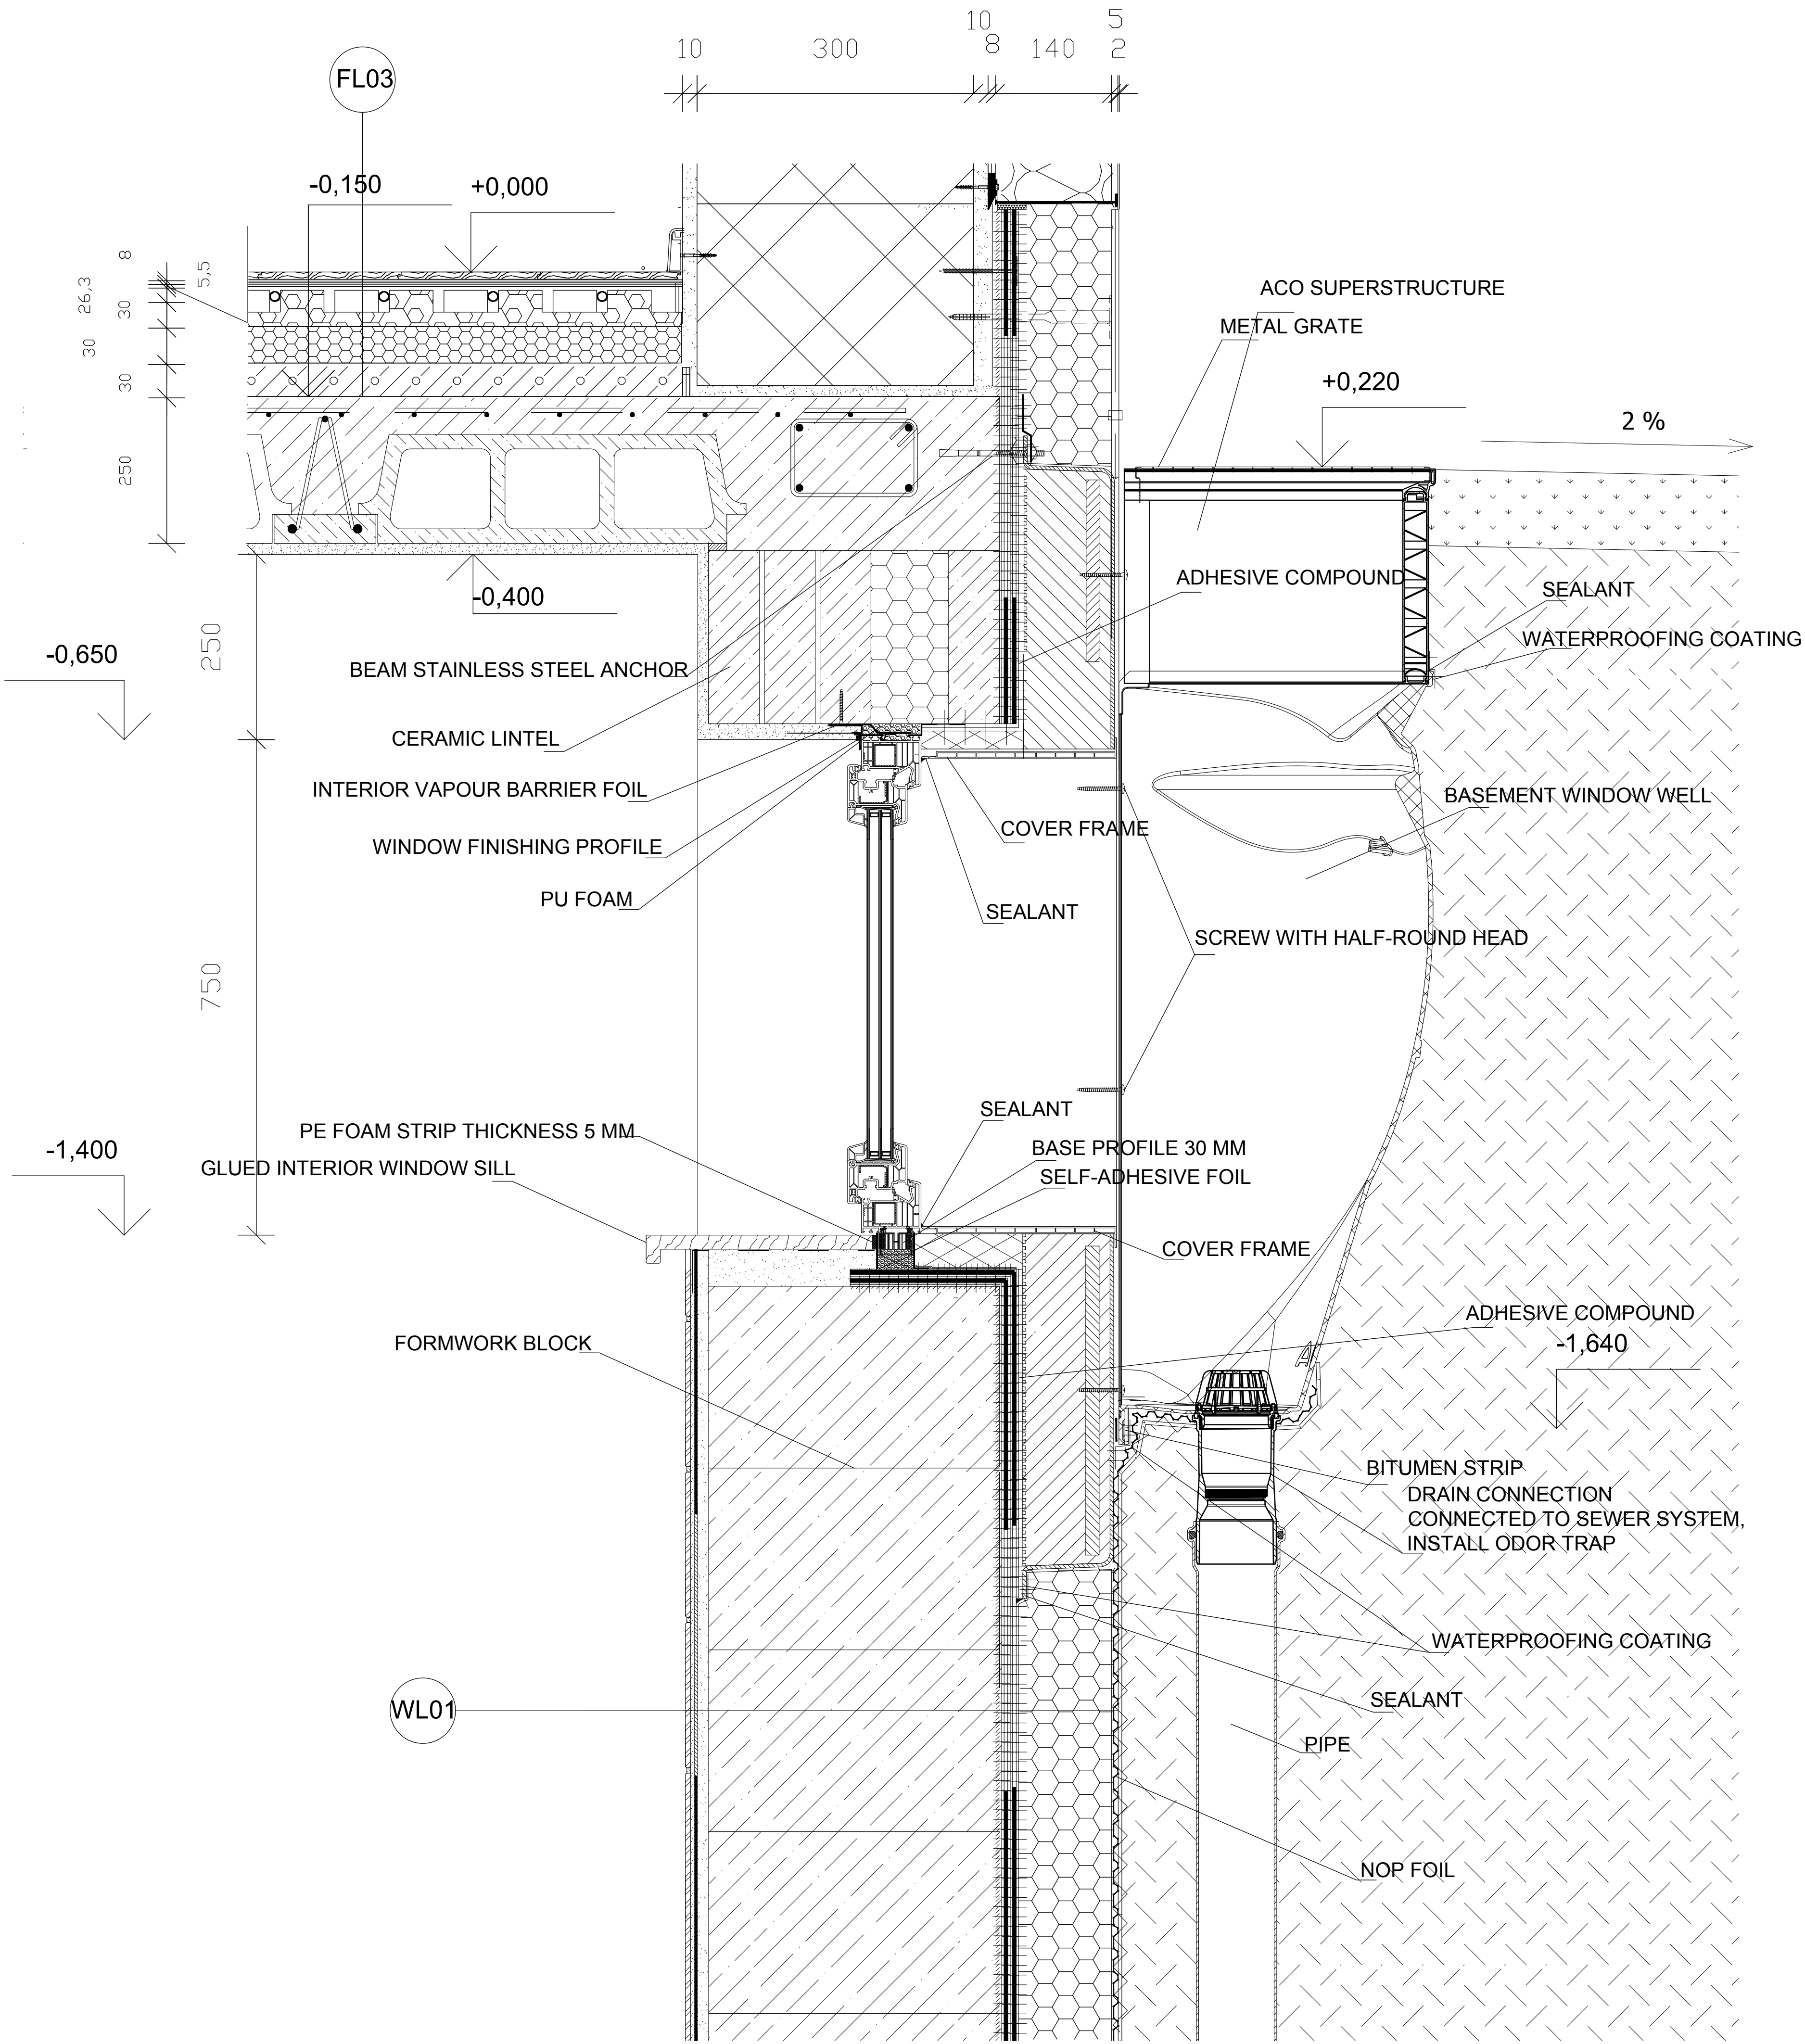 5
10
10
300
8
140
2
FL03
-0,150
+0,000
8
5,5
26,3
30
30
30
250
ACO SUPERSTRUCTURE
METAL GRATE
+0,220
2 %
-0,400
ADHESIVE COMPOUND
SEALANT
WATERPROOFING COATING
-0,650
250
BEAM STAINLESS STEEL ANCHOR
CERAMIC LINTEL
INTERIOR VAPOUR BARRIER FOIL
BASEMENT WINDOW WELL
COVER FRAME
WINDOW FINISHING PROFILE
PU FOAM
SEALANT
SCREW WITH HALF-ROUND HEAD
750
SEALANT
PE FOAM STRIP THICKNESS 5 MM
-1,400
BASE PROFILE 30 MM
GLUED INTERIOR WINDOW SILL
SELF-ADHESIVE FOIL
COVER FRAME
ADHESIVE COMPOUND
-1,640
FORMWORK BLOCK
BITUMEN STRIP
DRAIN CONNECTION
CONNECTED TO SEWER SYSTEM,
INSTALL ODOR TRAP
WATERPROOFING COATING
SEALANT
WL01
PIPE
NOP FOIL